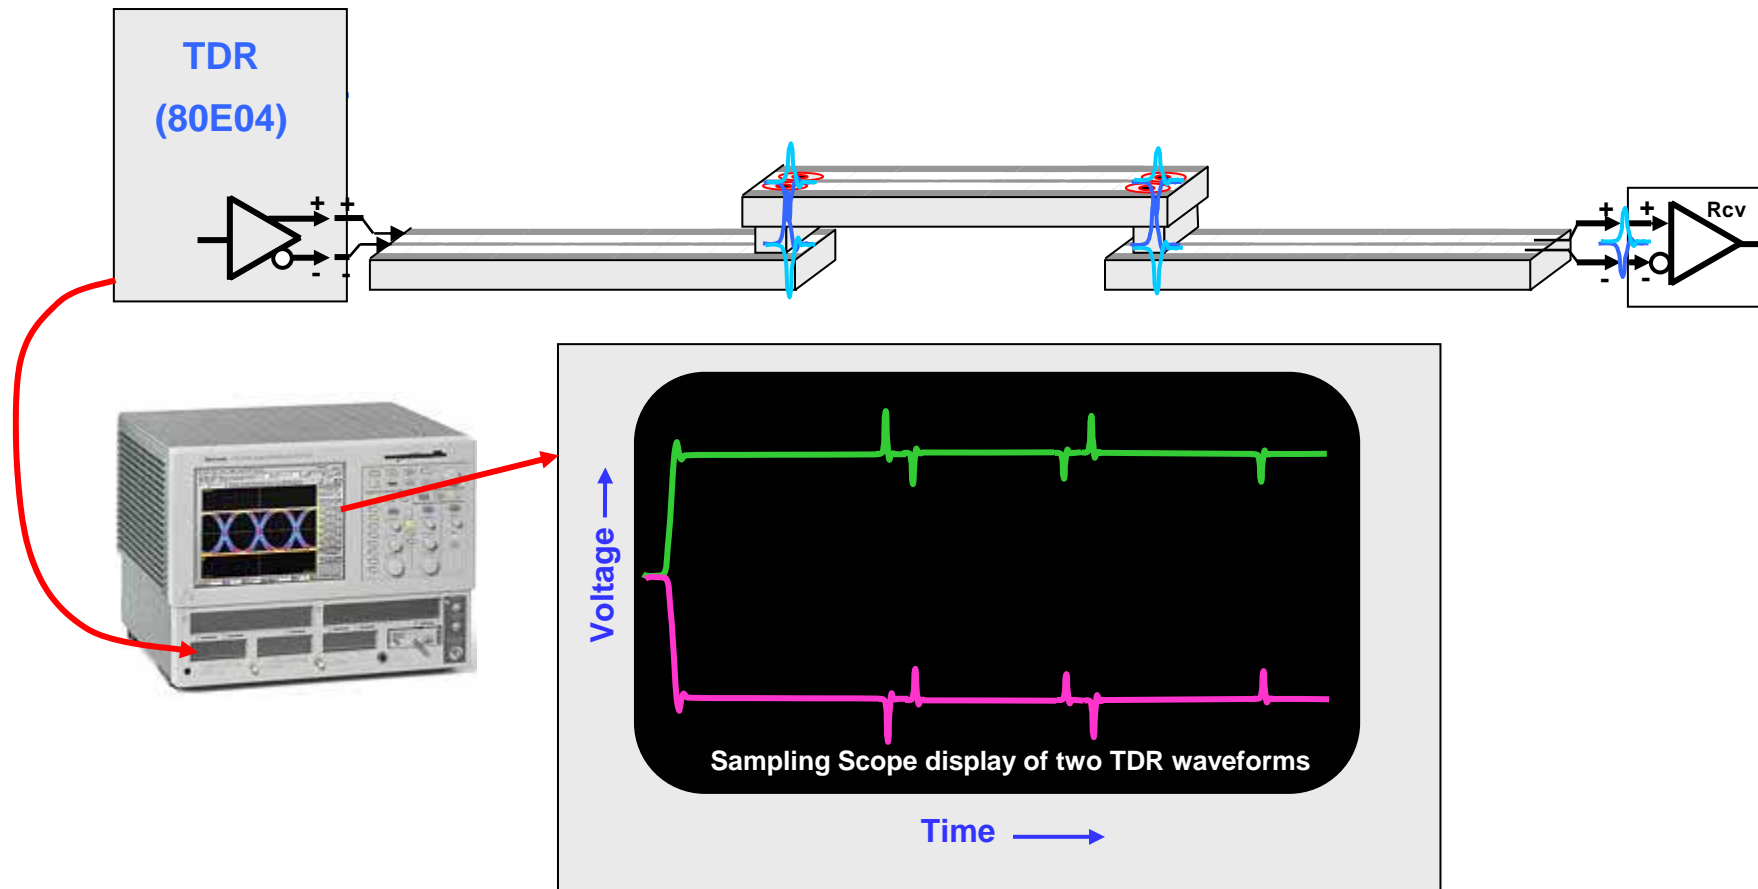 TDR
(80E04)
+ +
- -
+ +
Rcv
- -
Voltage
Sampling Scope display of two TDR waveforms
Time